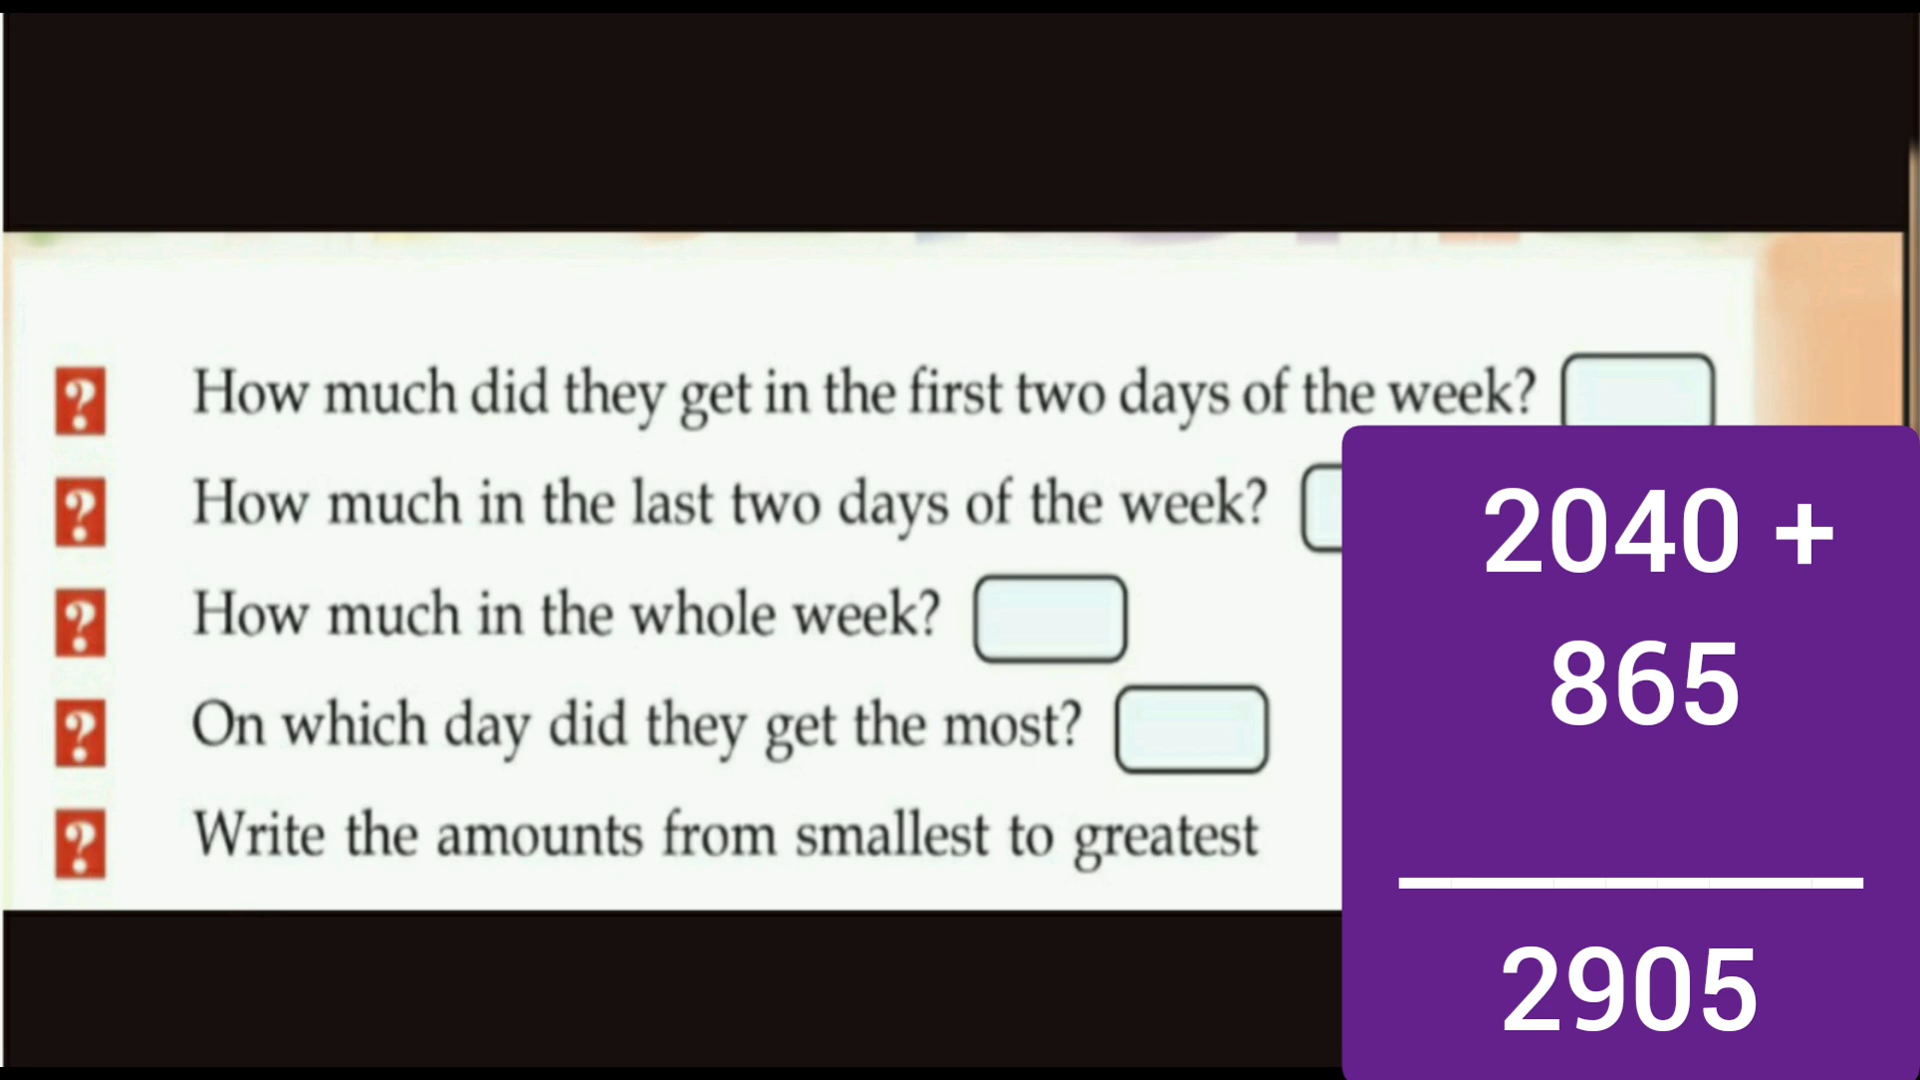 ? How much did they get in the first two days of the week?
? How much in the last two days of the week?
? How much in the whole week?
? On which day did they get the most?
? Write the amounts from smallest to greatest
2040 +
865
2905